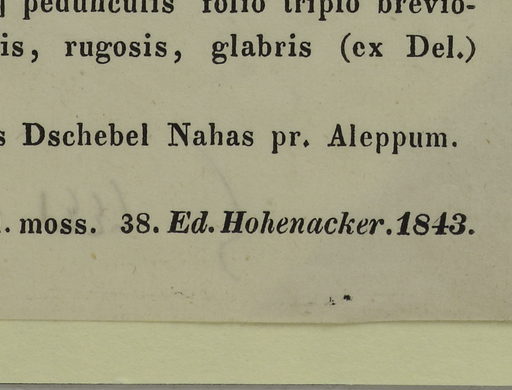 pedunculis folio triplo brevio-
is, rugosis, glabris (ex Del.)
s Dschebel Nahas pr. Aleppum.
. moss. 38. Ed. Hohenacker. 1843.